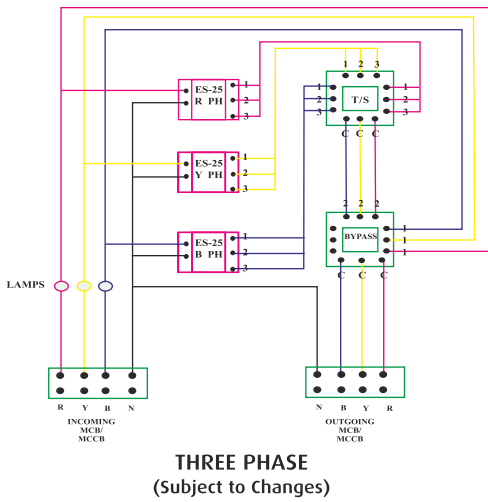 1 2 3
ES-25
R PH
1
2
3
1
2
3
T/S
1
2
3
C C C
ES-25
Y PH
1
2
3
2 2 2
ES-25
B PH
1
2
3
BYPASS
1
1
1
C C C
LAMPS
R Y B N
INCOMING
MCB/
MCCB
N B Y R
OUTGOING
MCB/
MCCB
THREE PHASE
(Subject to Changes)